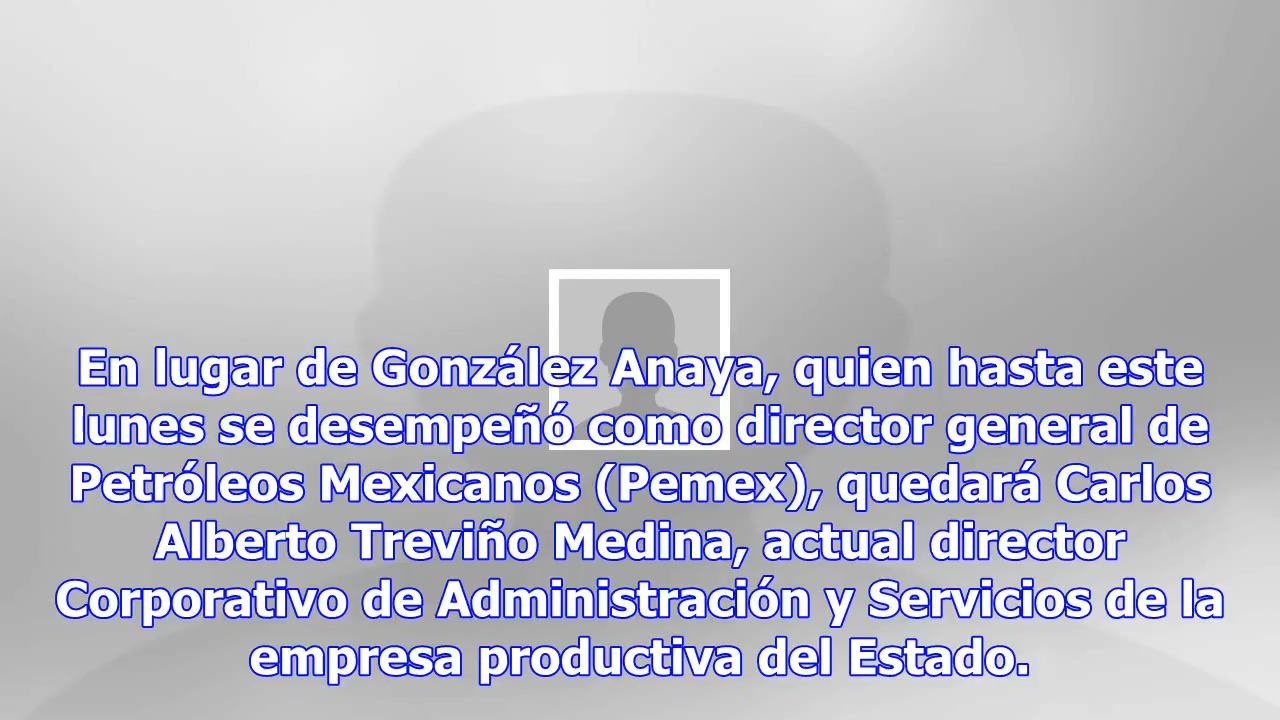 En lugar de González Anaya, quien hasta este
lunes se desempeñó como director general de
Petróleos Mexicanos (Pemex), quedará Carlos
Alberto Treviño Medina, actual director
Corporativo de Administración y Servicios de la
empresa productiva del Estado.